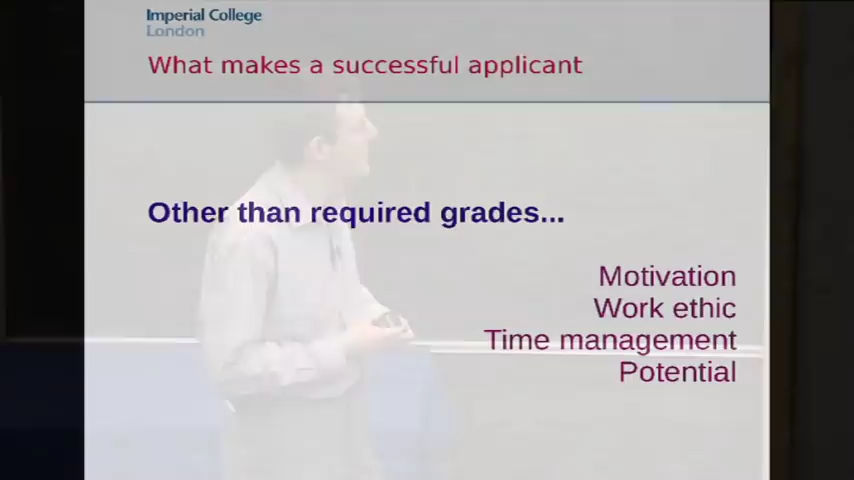 Imperial College
London
What makes a successful applicant
Other than required grades...
Motivation
Work ethic
Time management
Potential